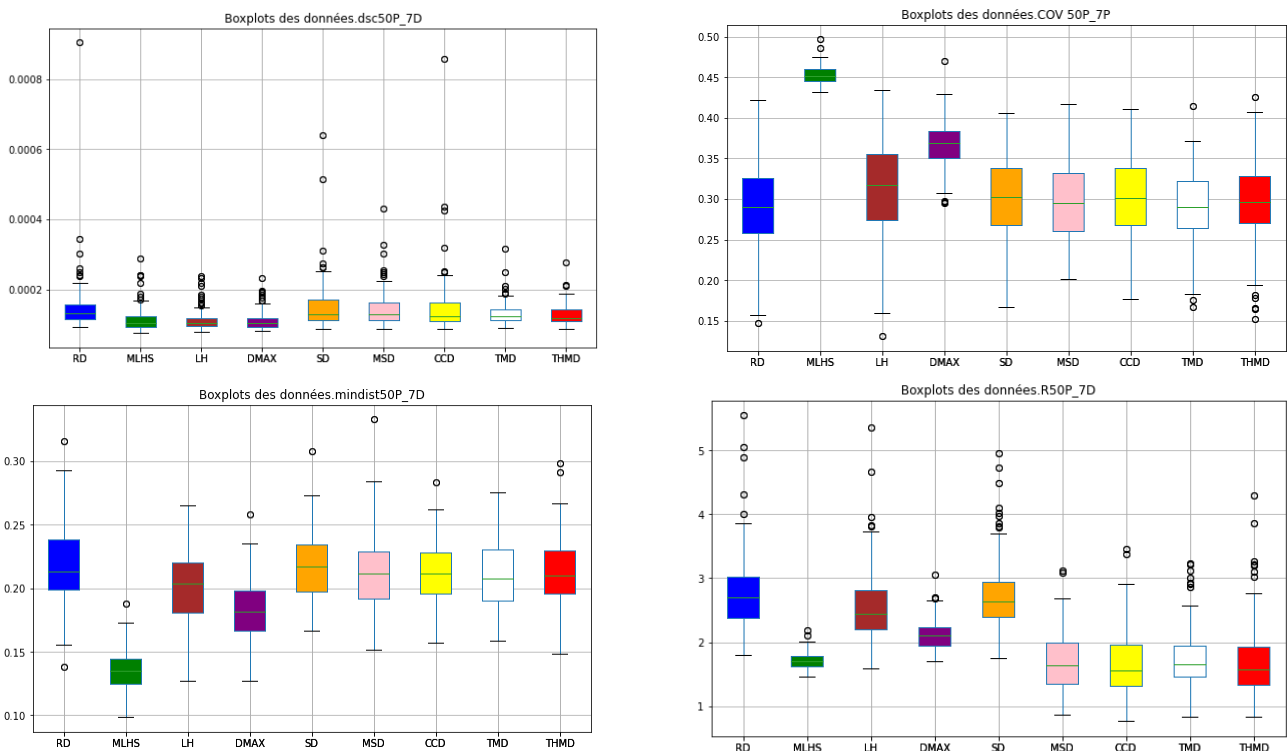 Boxplots des données.dsc50P_7D
0.0008
0.0006
0.0004
0.0002
RD MLHS LH DMAX SD MSD CCD TMD THMD
Boxplots des données.COV 50P_7P
0.50
0.45
0.40
0.35
0.30
0.25
0.20
0.15
RD MLHS LH DMAX SD MSD CCD TMD THMD
Boxplots des données.mindist50P_7D
0.30
0.25
0.20
0.15
0.10
RD MLHS LH DMAX SD MSD CCD TMD THMD
Boxplots des données.R50P_7D
5
4
3
2
1
RD MLHS LH DMAX SD MSD CCD TMD THMD